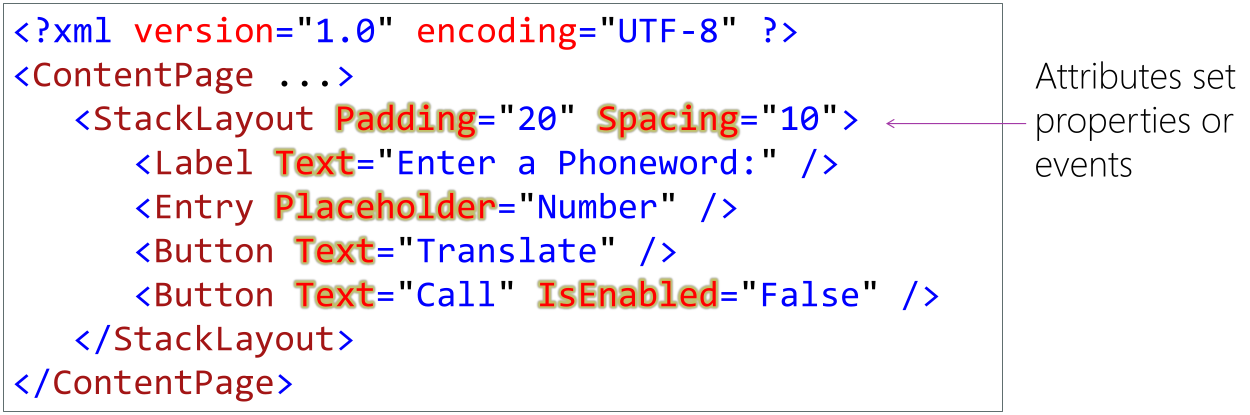 <?xml version="1.0" encoding="UTF-8" ?>
<ContentPage ...>
   <StackLayout Padding="20" Spacing="10">
      <Label Text="Enter a Phoneword:" />
      <Entry Placeholder="Number" />
      <Button Text="Translate" />
      <Button Text="Call" IsEnabled="False" />
   </StackLayout>
</ContentPage>
Attributes set
properties or
events